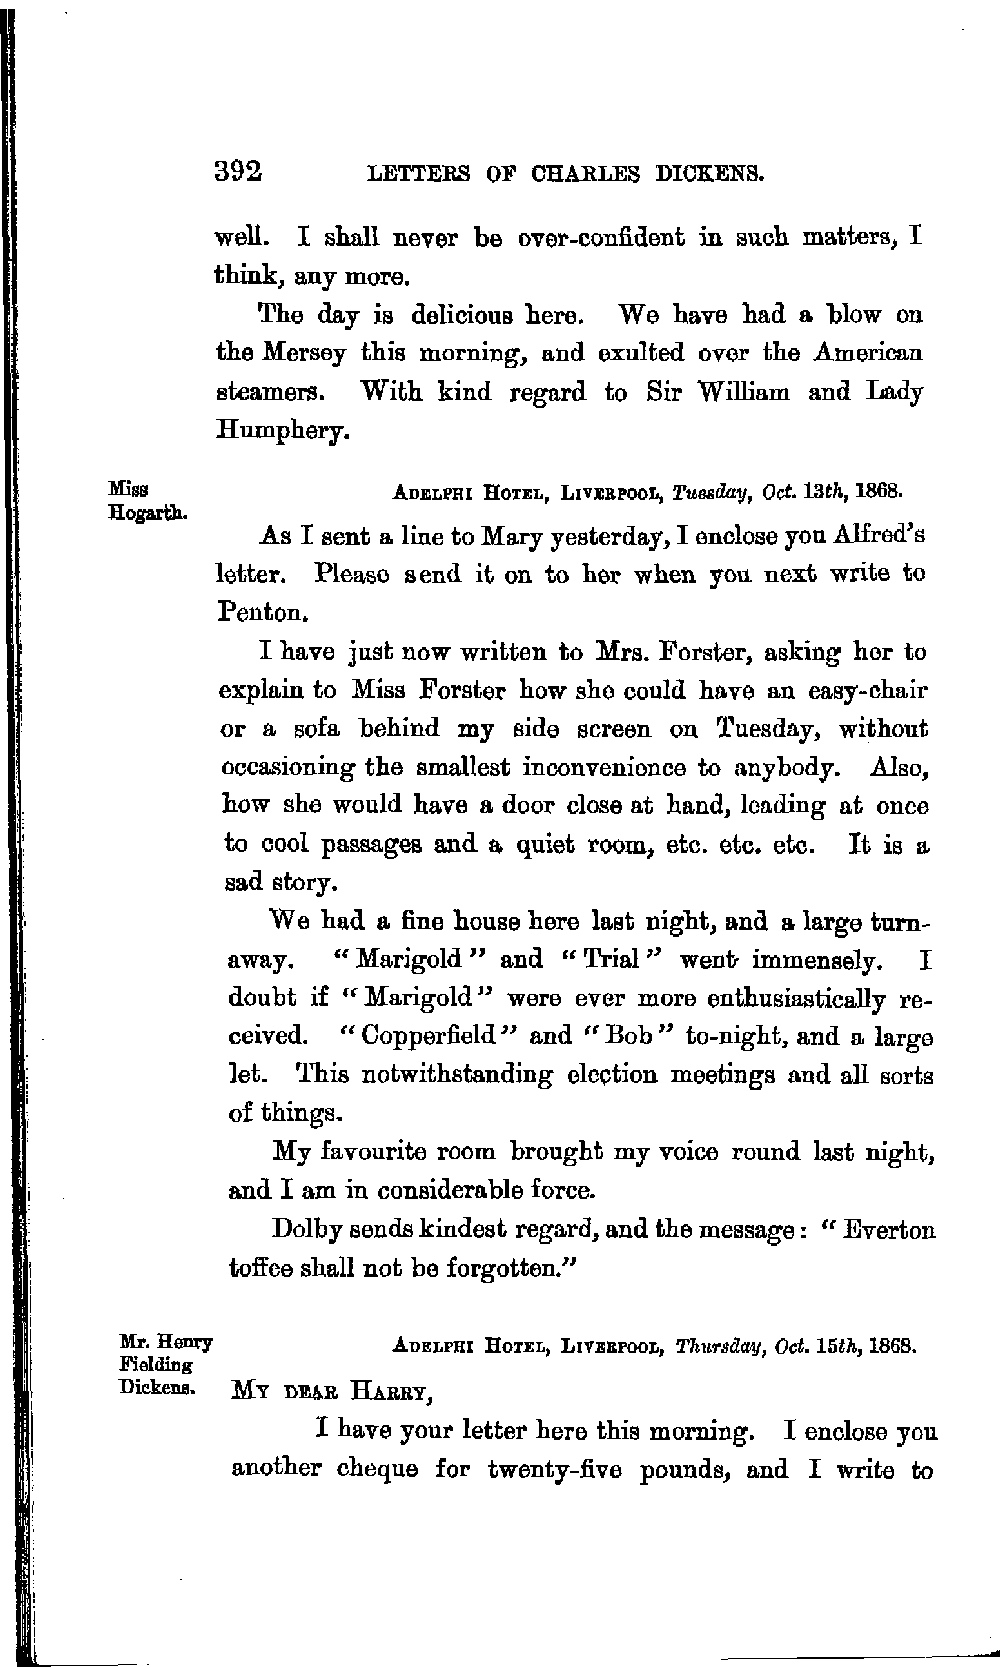 392 LETTERS OF CHARLES DICKENS.
well. I shall never be over-confident in such matters, I
think, any more.
The day is delicious here. We have had a blow on
the Mersey this morning, and exulted over the American
steamers. With kind regard to Sir William and Lady
Humphery.
Miss
Hogarth.
ADELPHI HOTEL, LIVERPOOL, Tuesday, Oct. 13th, 1868.
As I sent a line to Mary yesterday, I enclose you Alfred's
letter. Please send it on to her when you next write to
Penton.
I have just now written to Mrs. Forster, asking her to
explain to Miss Forster how she could have an easy-chair
or a sofa behind my side screen on Tuesday, without
occasioning the smallest inconvenience to anybody. Also,
how she would have a door close at hand, leading at once
to cool passages and a quiet room, etc. etc. etc. It is a
sad story.
We had a fine house here last night, and a large turn-
away. "Marigold" and "Trial" went immensely. I
doubt if "Marigold" were ever more enthusiastically re-
ceived. "Copperfield" and "Bob" to-night, and a large
let. This notwithstanding election meetings and all sorts
of things.
My favourite room brought my voice round last night,
and I am in considerable force.
Dolby sends kindest regard, and the message: "Everton
toffee shall not be forgotten."
Mr. Henry
Fielding
Dickens.
ADELPHI HOTEL, LIVERPOOL, Thursday, Oct. 15th, 1868.
MY DEAR HARRY,
I have your letter here this morning. I enclose you
another cheque for twenty-five pounds, and I write to